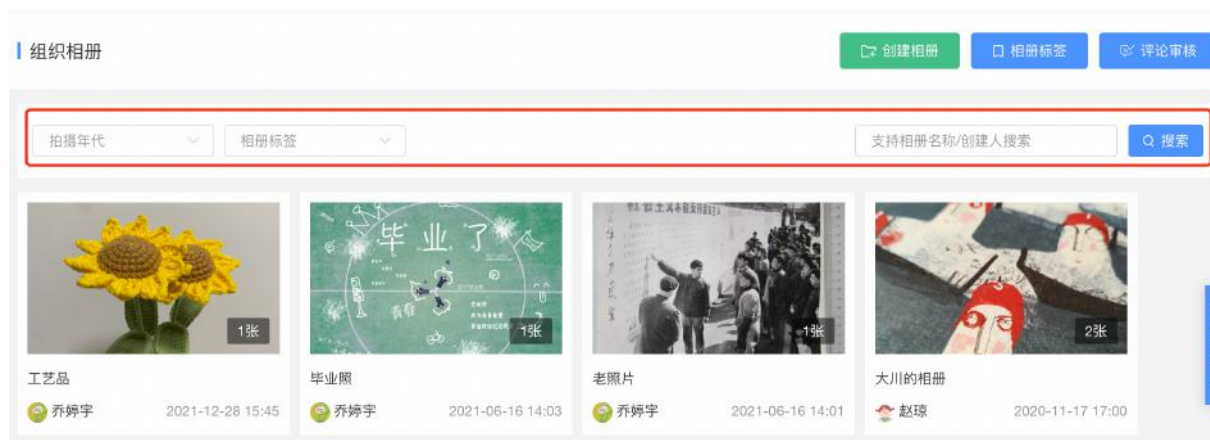 组织相册
创建相册
相册标签
评论审核
拍摄年代
相册标签
支持相册名称/创建人搜索
搜索
1张
毕业了
青春
1张
1张
2张
工艺品
毕业照
老照片
大川的相册
乔婷宇 2021-12-28 15:45
乔婷宇 2021-06-16 14:03
乔婷宇 2021-06-16 14:01
赵琼 2020-11-17 17:00